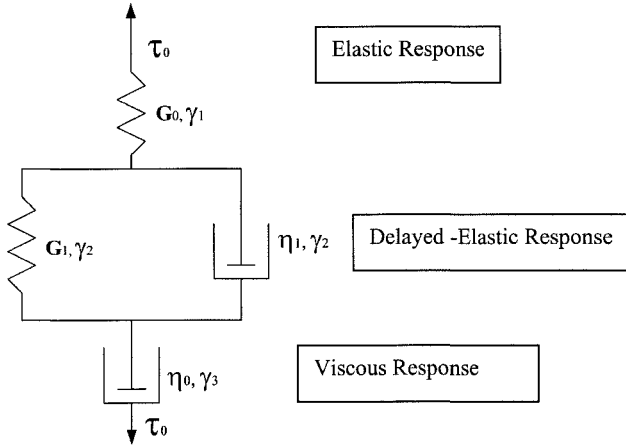 τ₀
Elastic Response
G₀, γ₁
G₁, γ₂
η₁, γ₂
Delayed -Elastic Response
η₀, γ₃
Viscous Response
τ₀